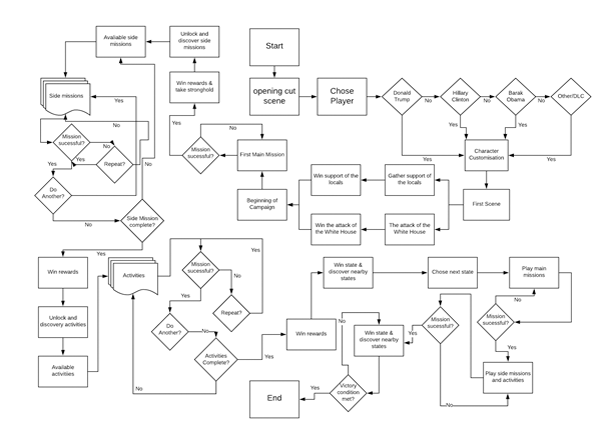 Start
opening cut
scene
Chose
Player
Donald
Trump
No
Hillary
Clinton
No
Barak
Obama
No
Other/DLC
Yes
Yes
Yes
Yes
Character
Customisation
First Scene
Gather support of
the locals
Win support of the
locals
The attack of the
White House
Win the attack of
the White House
Beginning of
Campaign
First Main Mission
No
Mission
sucessful?
Yes
Win rewards &
take stronghold
Unlock and
discover side
missions
Available side
missions
Side missions
Yes
No
Mission
sucessful?
Yes
Yes
Repeat?
No
Do
Another?
No
Side Mission
complete?
Yes
Win rewards
Unlock and
discovery activities
Available
activities
Activities
Mission
sucessful?
Yes
No
Yes
Repeat?
Do
Another?
No
Activities
Complete?
Yes
No
Win rewards
Win state &
discover nearby
states
Chose next state
Play main
missions
No
Mission
sucessful?
Yes
Play side missions
and activities
Mission
sucessful?
Yes
No
Win state &
discover nearby
states
No
Victory
condition
met?
Yes
End